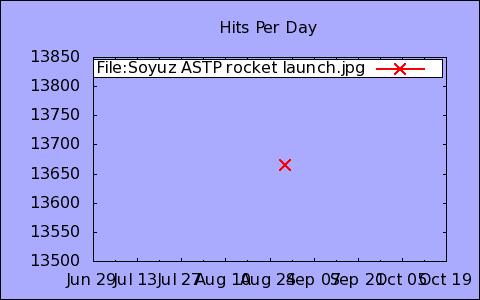 Hits Per Day
File:Soyuz ASTP rocket launch.jpg
13850
13800
13750
13700
13650
13600
13550
13500
Jun 29 Jul 13 Jul 27 Aug 10 Aug 24 Sep 07 Sep 21 Oct 05 Oct 19